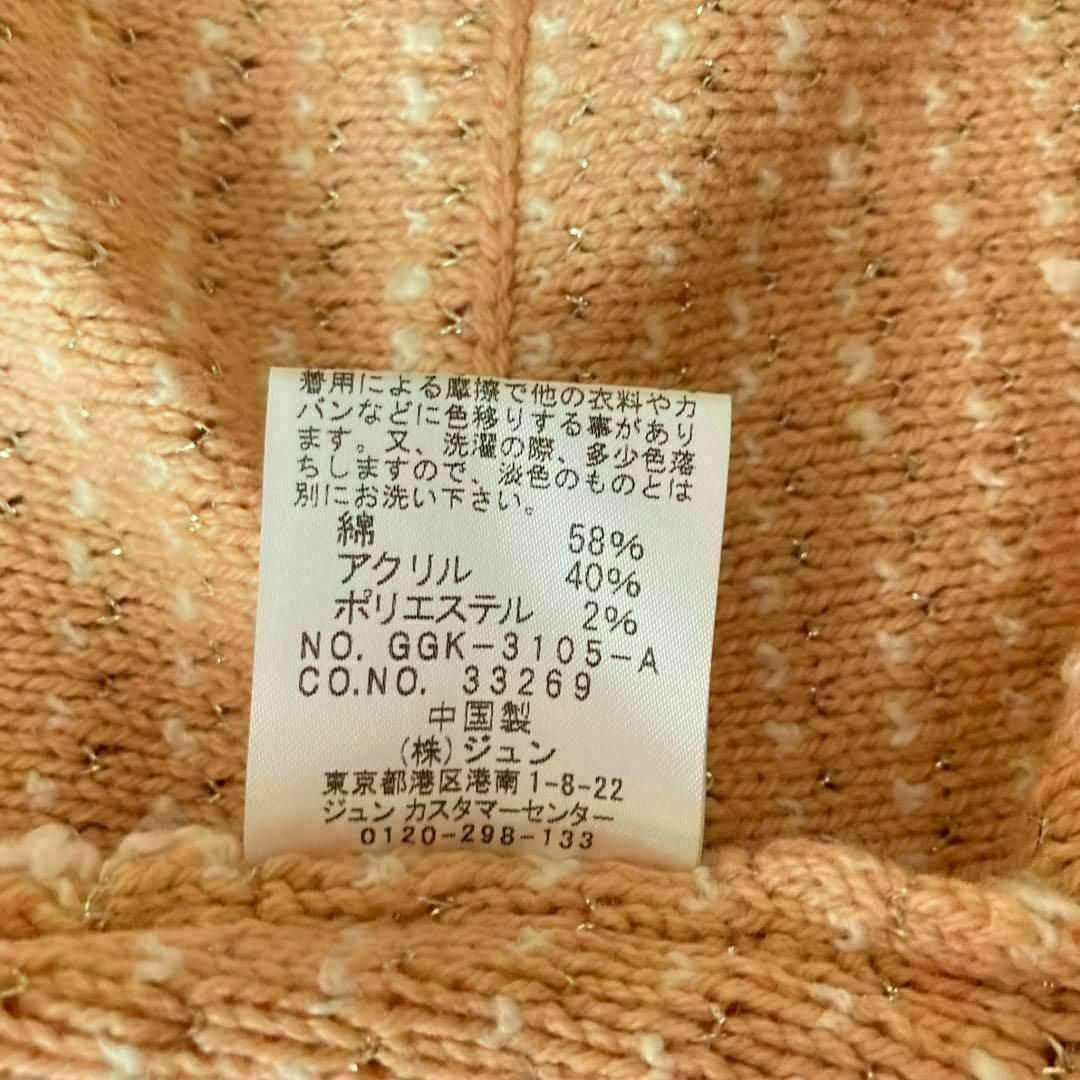 着用による摩擦で他の衣料やカ
バンなどに色移りする事があり
ます。又、洗濯の際、多少色落
ちしますので、淡色のものとは
別にお洗い下さい。
綿 58%
アクリル 40%
ポリエステル 2%
NO. GGK-3105-A
CO.NO. 33269
中国製
(株)ジュン
東京都港区港南1-8-22
ジュン カスタマーセンター
0120-298-133